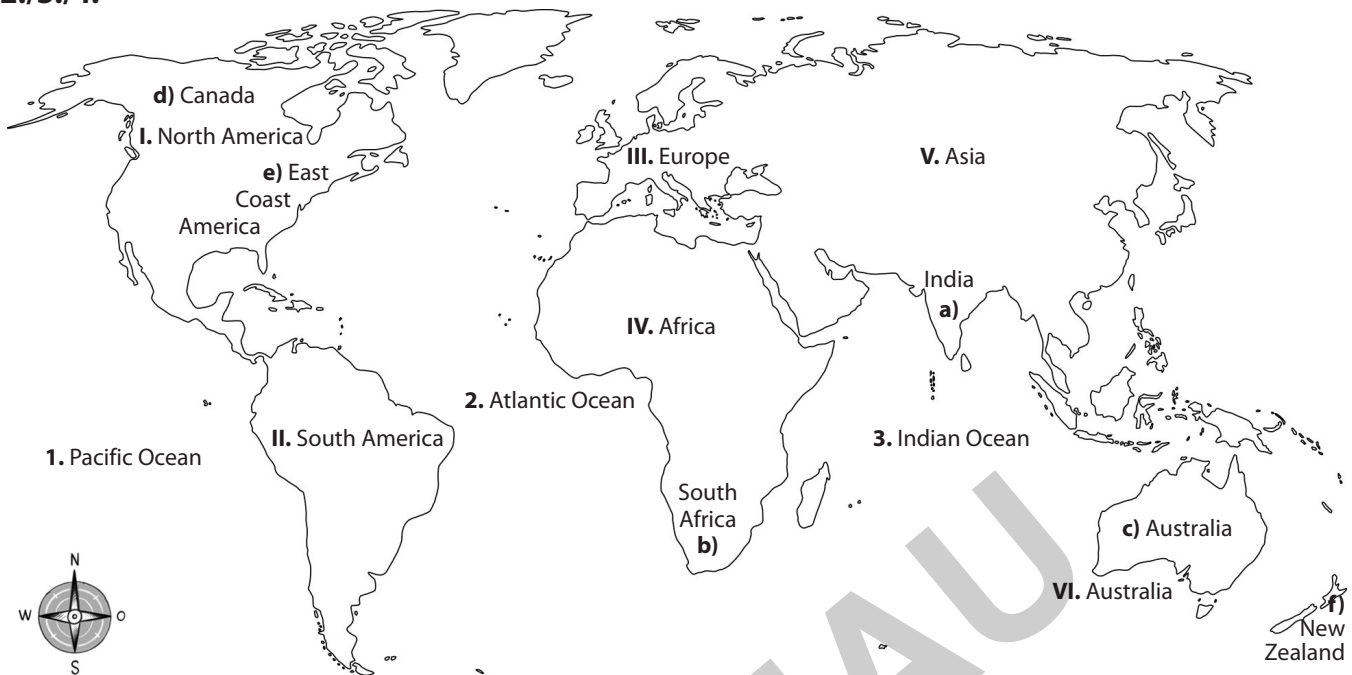 2./3./4.
d) Canada
I. North America
e) East
Coast
America
III. Europe
V. Asia
India
a)
IV. Africa
2. Atlantic Ocean
II. South America
3. Indian Ocean
1. Pacific Ocean
South
Africa
b)
c) Australia
VI. Australia
f)
New
Zealand
N
W
O
S
AU